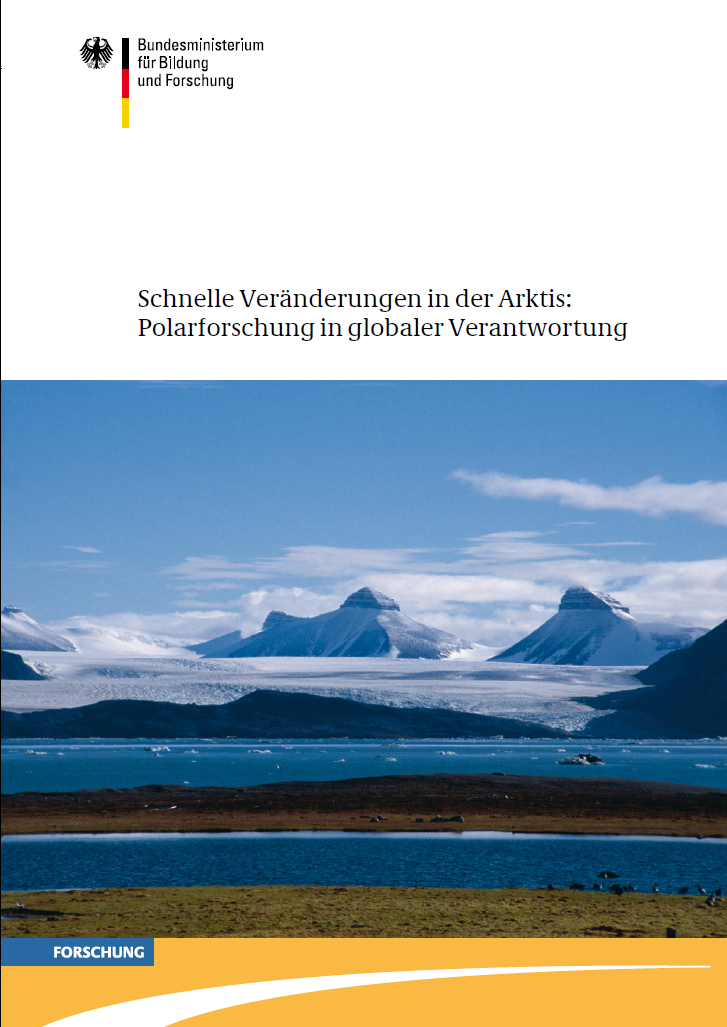 Bundesministerium
für Bildung
und Forschung
Schnelle Veränderungen in der Arktis:
Polarforschung in globaler Verantwortung
FORSCHUNG